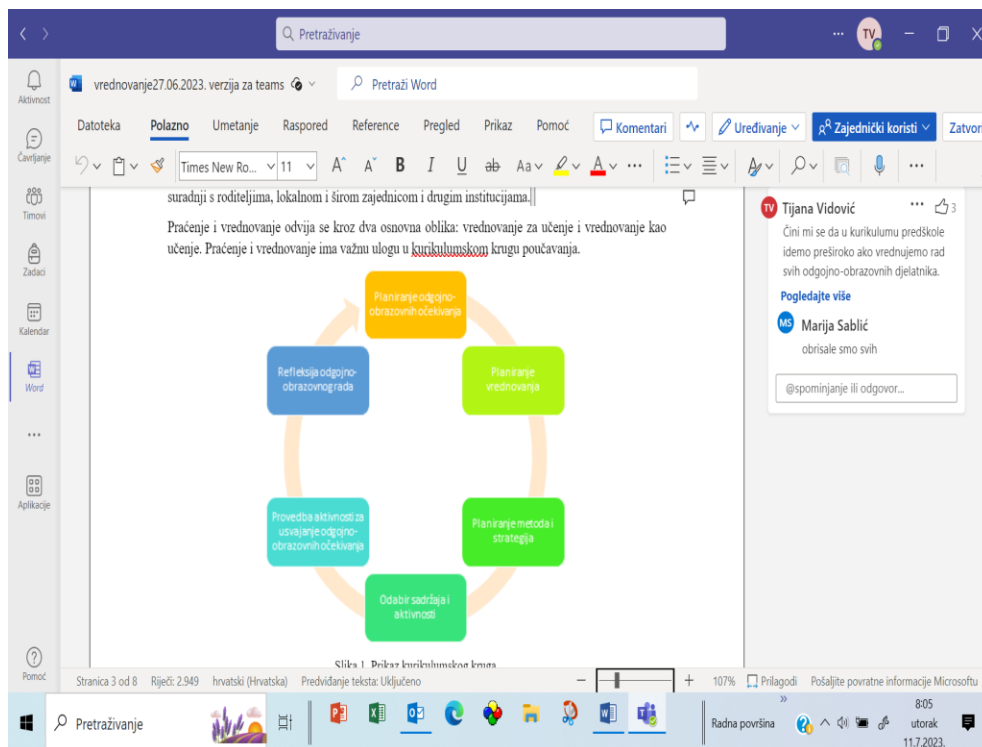 Pretraživanje
TV
Aktivnost
Čavrljanje
Timovi
Zadaci
Kalendar
Word
Aplikacije
Pomoć
vrednovanje27.06.2023. verzija za teams
Pretraži Word
Datoteka Polazno Umetanje Raspored Reference Pregled Prikaz Pomoć Komentari Uređivanje Zajednički koristi Zatvori
Times New Ro... 11 A A B I U ab Aa A ...
suradnji s roditeljima, lokalnom i širom zajednicom i drugim institucijama.
Praćenje i vrednovanje odvija se kroz dva osnovna oblika: vrednovanje za učenje i vrednovanje kao
učenje. Praćenje i vrednovanje ima važnu ulogu u kurikulumskom krugu poučavanja.
Planiranje odgojno-
obrazovnih očekivanja
Planiranje
vrednovanja
Planiranje metoda i
strategija
Odabir sadržaja i
aktivnosti
Provedba aktivnosti za
usvajanje odgojno-
obrazovnih očekivanja
Refleksija odgojno-
obrazovnog rada
Slika 1. Prikaz kurikulumskog kruga
TV Tijana Vidović ... 3
Čini mi se da u kurikulumu predškole
idemo preširoko ako vrednujemo rad
svih odgojno-obrazovnih djelatnika.
Pogledajte više
MS Marija Sablić
obrisale smo svih
@spominjanje ili odgovor...
Stranica 3 od 8 Riječi: 2.949 hrvatski (Hrvatska) Predviđanje teksta: Uključeno − + 107% Prilagodi Pošaljite povratne informacije Microsoftu
Pretraživanje
Radna površina
8:05
utorak
11.7.2023.